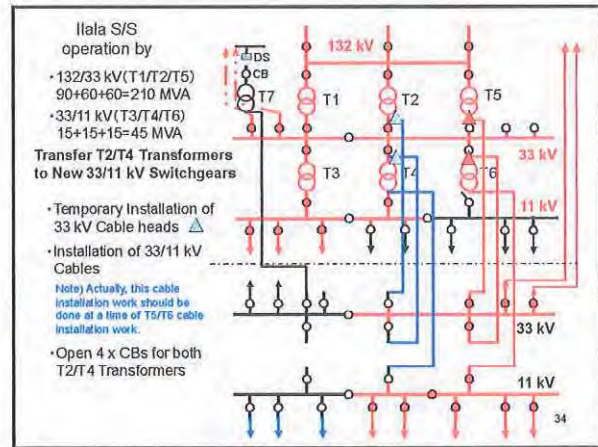 Ilala S/S
operation by
・132/33 kV(T1/T2/T5)
90+60+60=210 MVA
・33/11 kV(T3/T4/T6)
15+15+15=45 MVA
Transfer T2/T4 Transformers
to New 33/11 kV Switchgears
・Temporary Installation of
33 kV Cable heads
・Installation of 33/11 kV
Cables
Note) Actually, this cable
installation work should be
done at a time of T5/T6 cable
installation work.
・Open 4 x CBs for both
T2/T4 Transformers
DS
CB
T7
132 kV
T1
T2
T5
33 kV
T3
T4
T6
11 kV
33 kV
11 kV
34